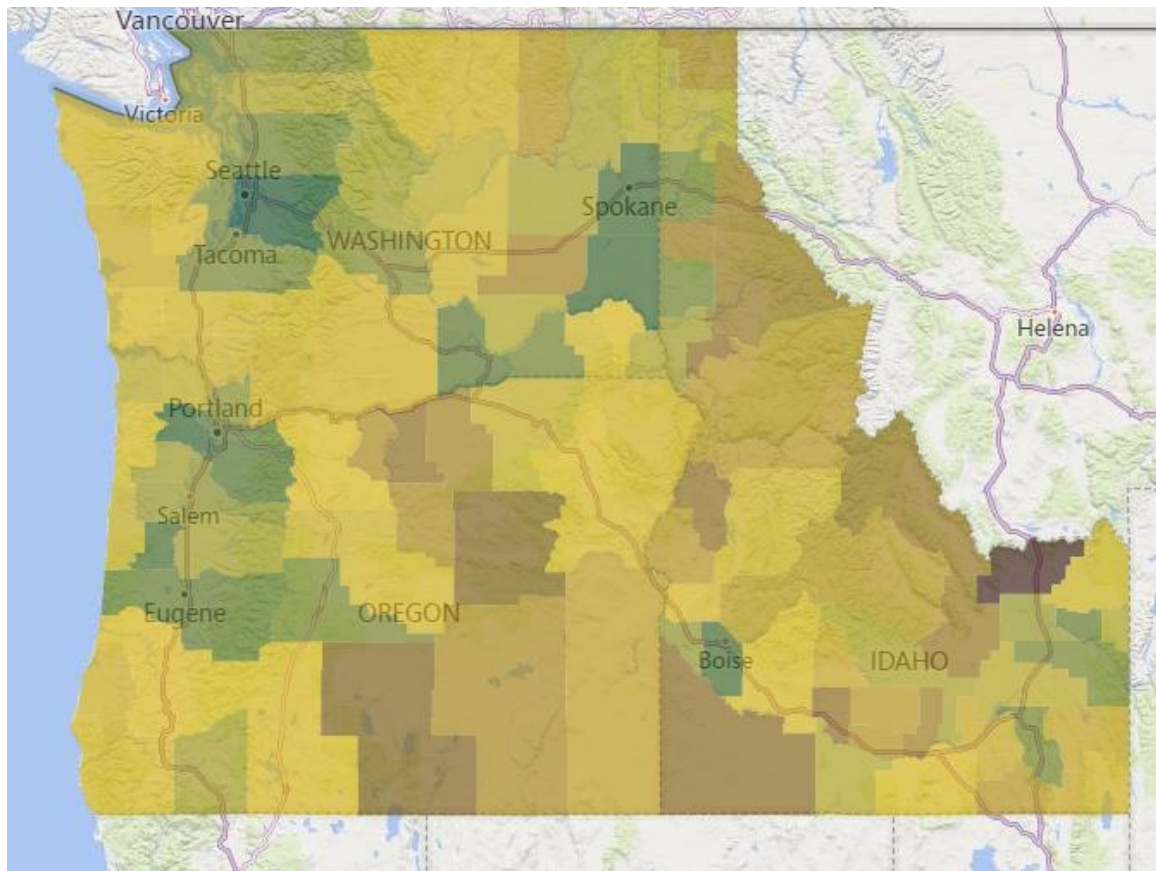 Vancouver
Victoria
Seattle
Spokane
WASHINGTON
Tacoma
Helena
Portland
Salem
Eugene
OREGON
Boise
IDAHO